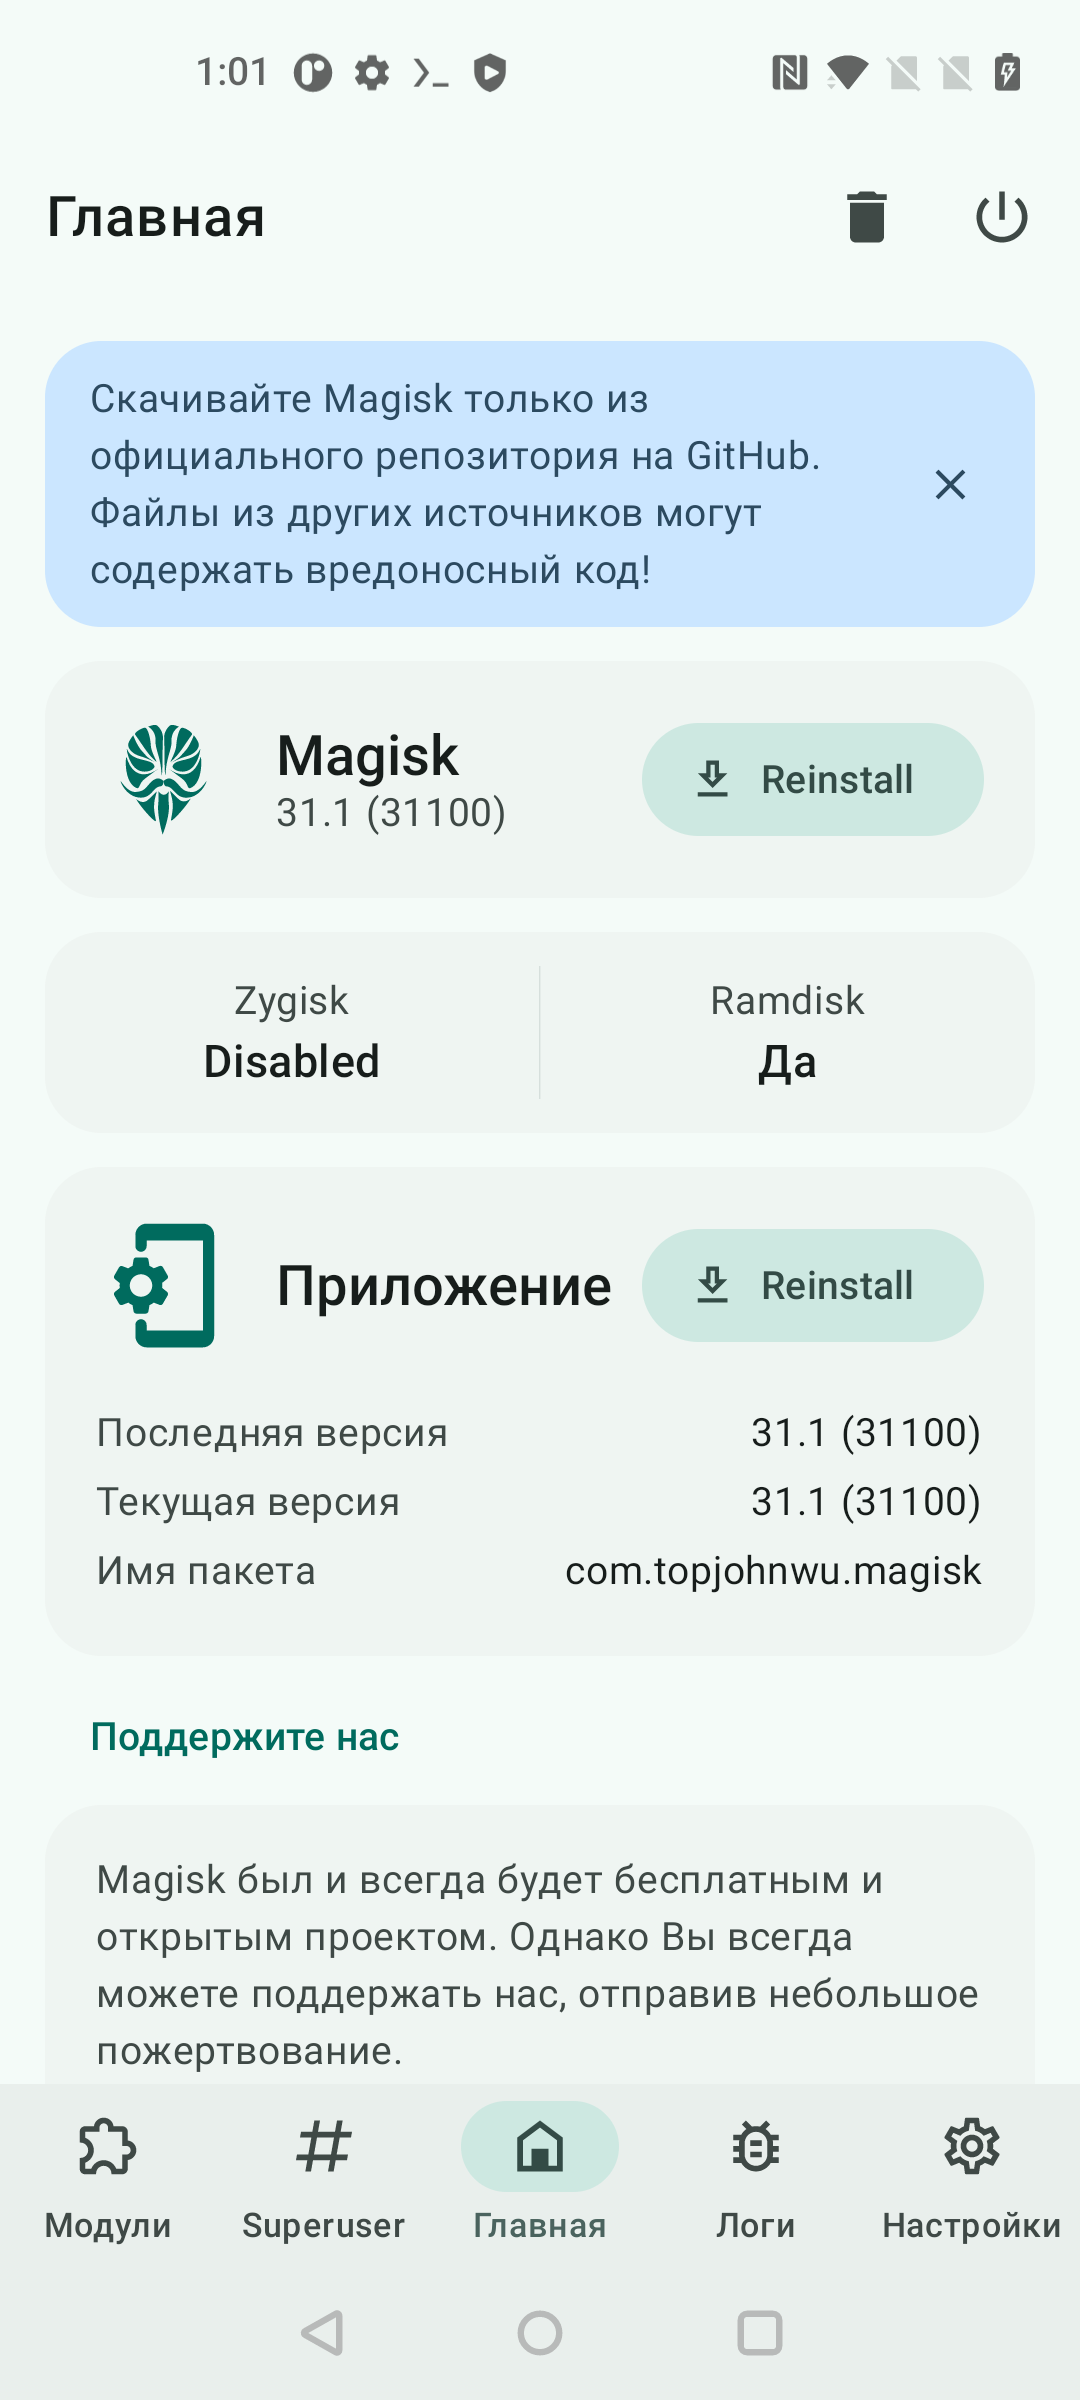 1:01
Главная
Скачивайте Magisk только из
официального репозитория на GitHub.
Файлы из других источников могут
содержать вредоносный код!
Magisk
31.1 (31100)
Reinstall
Zygisk
Disabled
Ramdisk
Да
Приложение
Reinstall
Последняя версия 31.1 (31100)
Текущая версия 31.1 (31100)
Имя пакета com.topjohnwu.magisk
Поддержите нас
Magisk был и всегда будет бесплатным и
открытым проектом. Однако Вы всегда
можете поддержать нас, отправив небольшое
пожертвование.
Модули
Superuser
Главная
Логи
Настройки